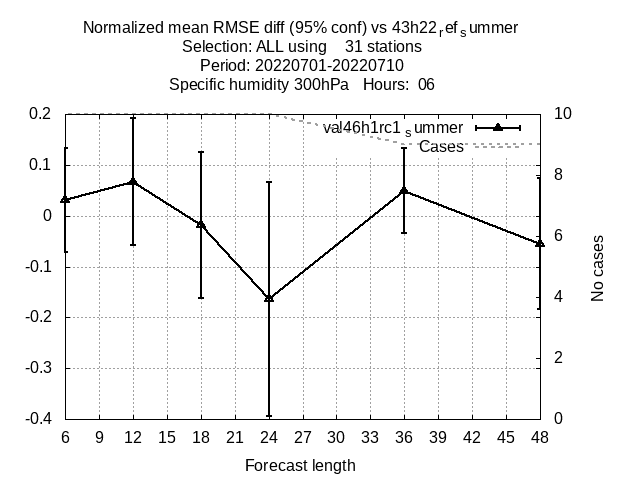 Normalized mean RMSE diff (95% conf) vs 43h22ref summer
Selection: ALL using 31 stations
Period: 20220701-20220710
Specific humidity 300hPa Hours: 06
val46h1rc1summer
Cases
0.2
0.1
0
-0.1
-0.2
-0.3
-0.4
10
8
6
4
2
0
No cases
6 9 12 15 18 21 24 27 30 33 36 39 42 45 48
Forecast length